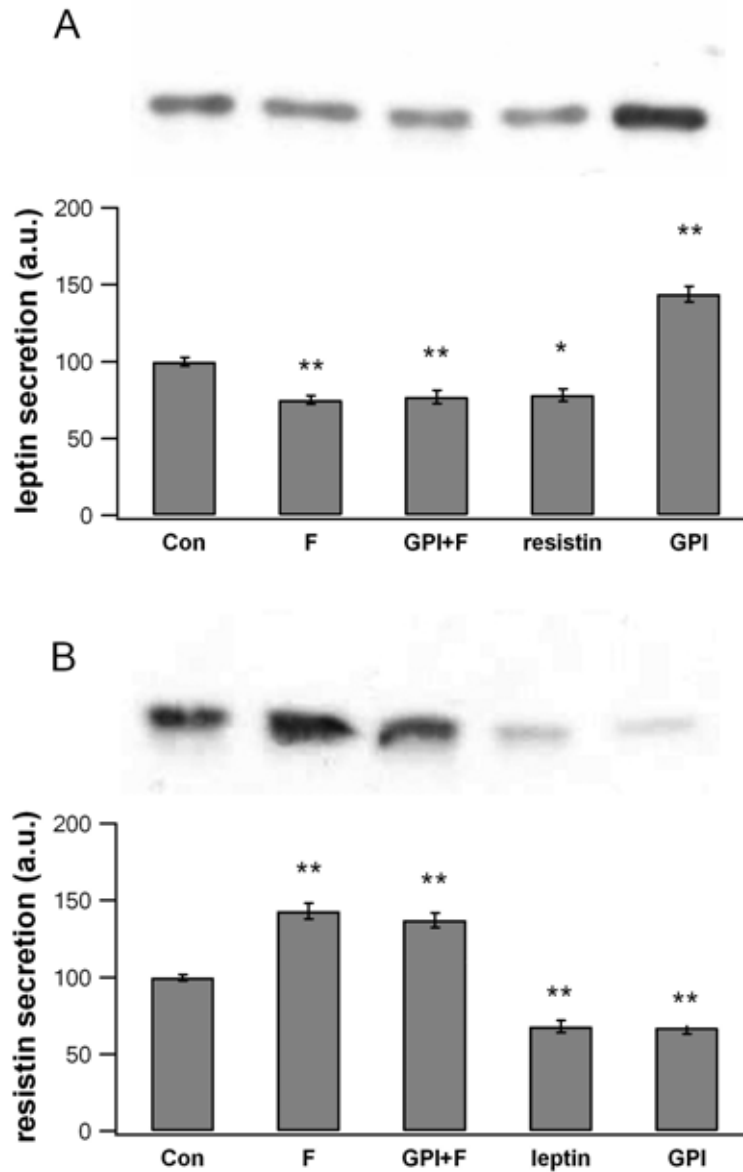 A
leptin secretion (a.u.)
200
**
150
** ** *
100
50
0
Con F GPI+F resistin GPI
B
resistin secretion (a.u.)
200
** **
150
100
** **
50
0
Con F GPI+F leptin GPI